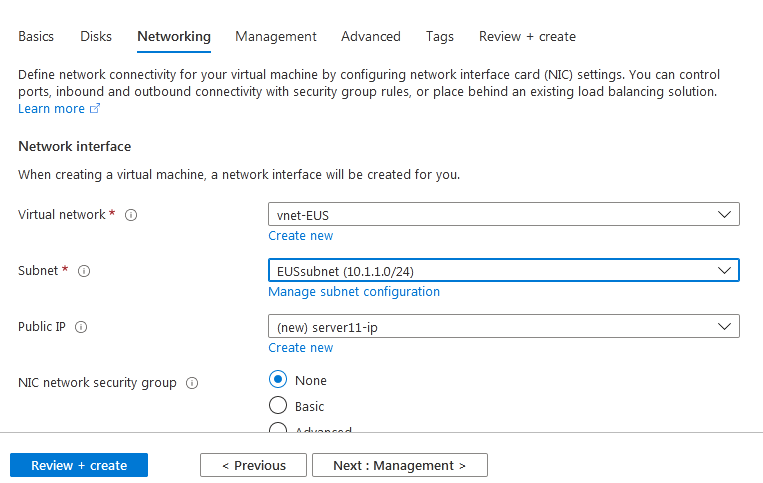 Basics Disks Networking Management Advanced Tags Review + create
Define network connectivity for your virtual machine by configuring network interface card (NIC) settings. You can control
ports, inbound and outbound connectivity with security group rules, or place behind an existing load balancing solution.
Learn more
Network interface
When creating a virtual machine, a network interface will be created for you.
Virtual network * vnet-EUS
Create new
Subnet * EUSsubnet (10.1.1.0/24)
Manage subnet configuration
Public IP (new) server11-ip
Create new
NIC network security group None
Basic
Advanced
Review + create < Previous Next : Management >